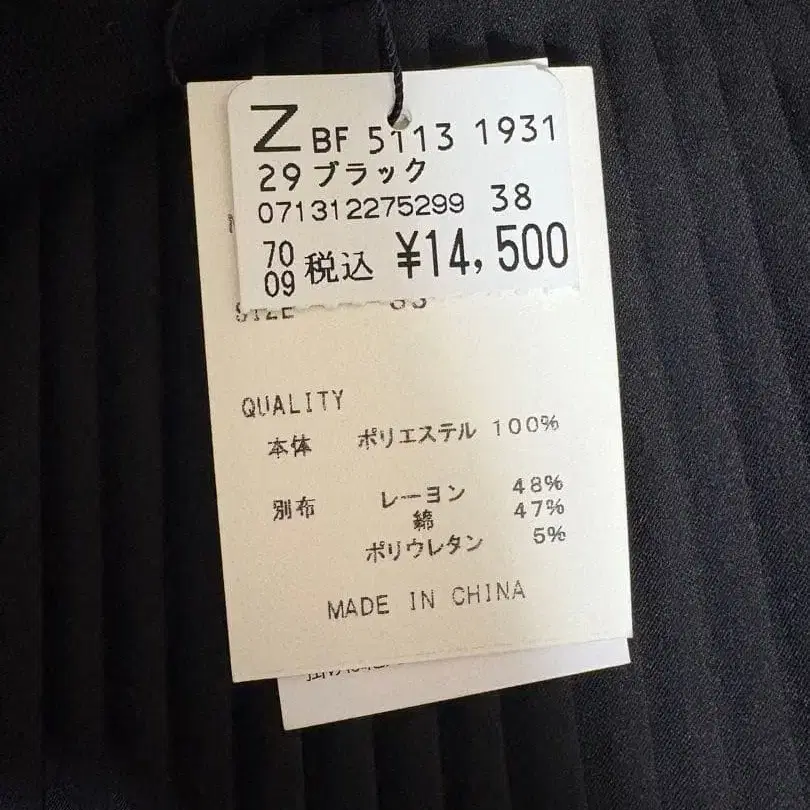 Z BF 5113 1931
29 ブラック
071312275299 38
70 09 税込 ¥14,500
SIZE
QUALITY
本体 ポリエステル 100%
別布 レーヨン 48%
綿 47%
ポリウレタン 5%
MADE IN CHINA